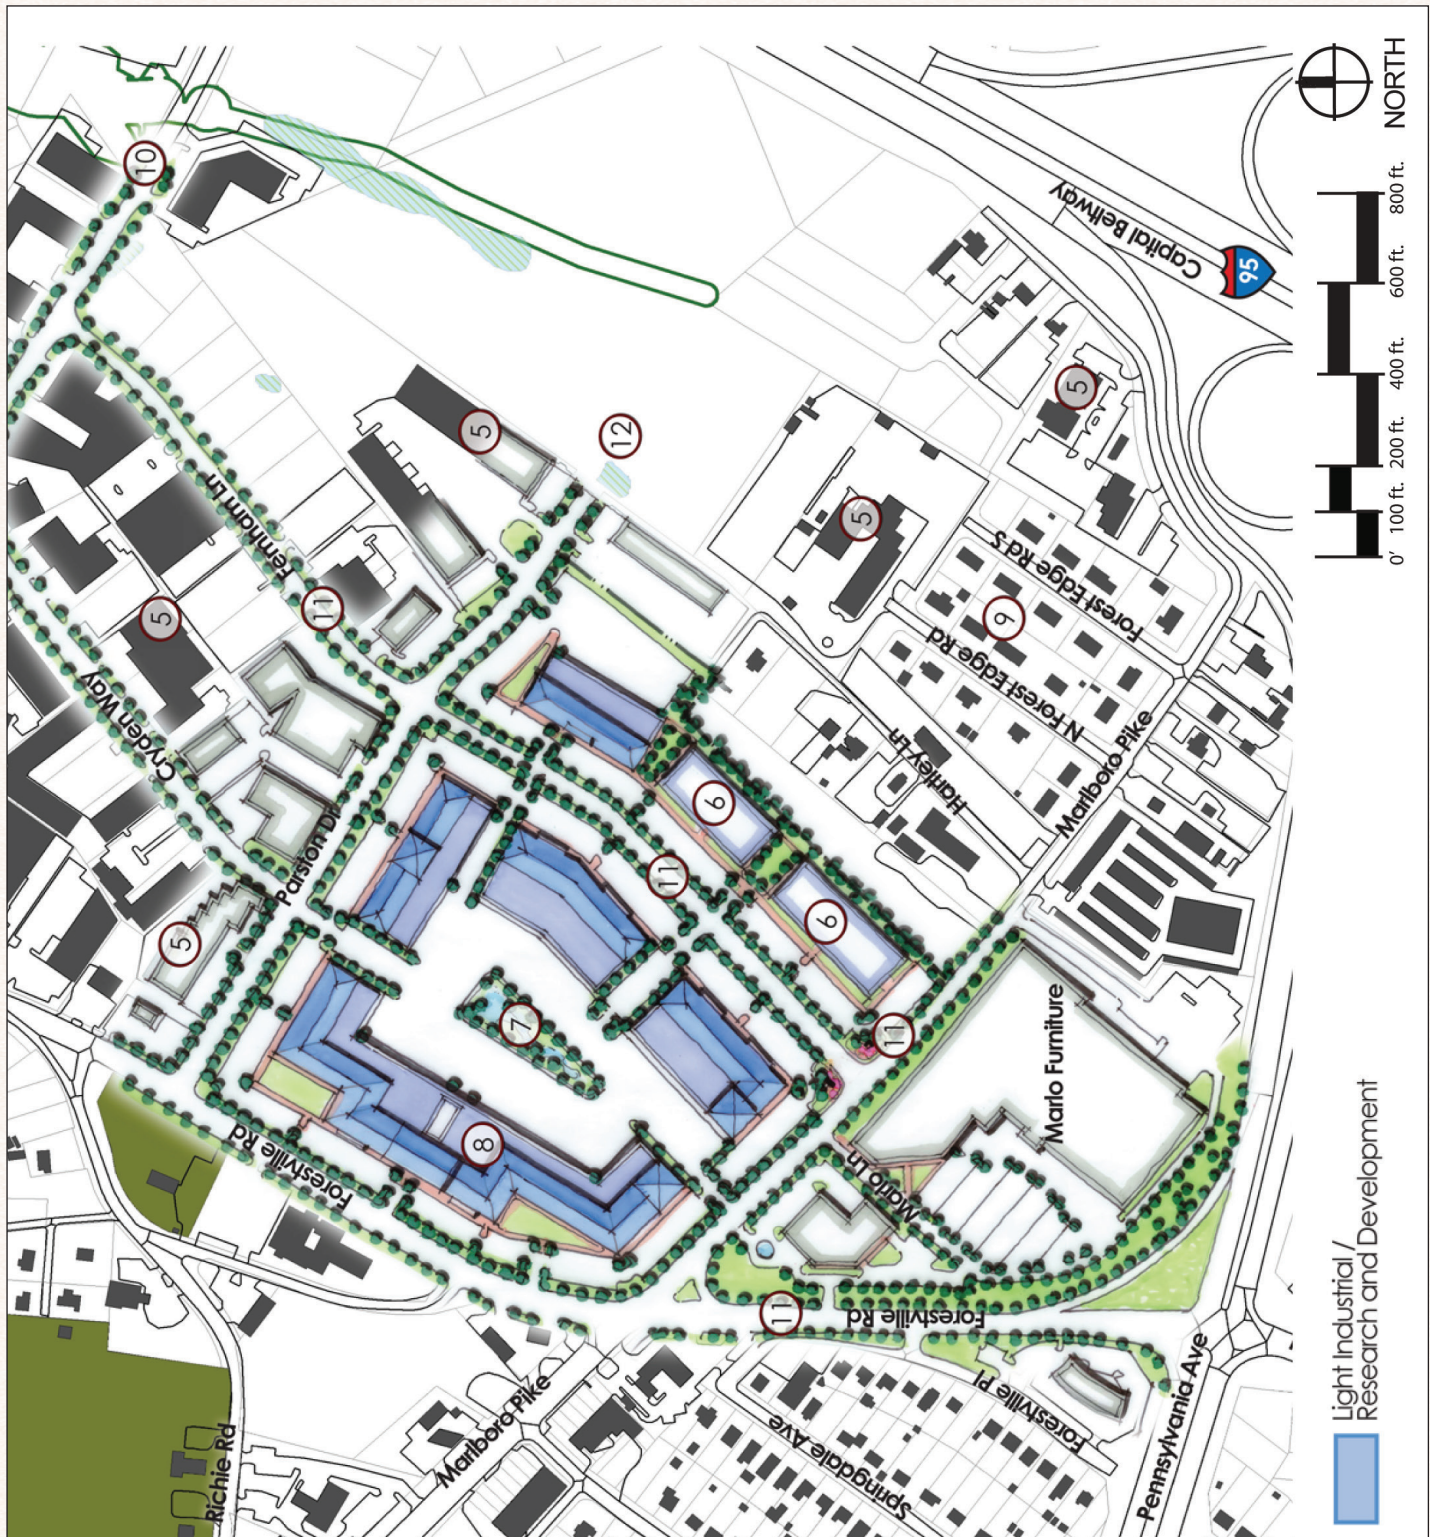 10
5
12
5
5
5
Fernham Ln
11
Cryden Way
Parston Dr
5
6
6
11
7
8
11
11
9
Forest Edge Rd S
N Forest Edge Rd
Hanley Ln
Marlboro Pike
Capital Beltway
95
Marlo Furniture
Marlo Ln
Forestville Rd
Forestville Rd
Forestville Pl
Springdale Ave
Pennsylvania Ave
Marlboro Pike
Richie Rd
NORTH
0' 100 ft. 200 ft. 400 ft. 600 ft. 800 ft.
Light Industrial /
Research and Development